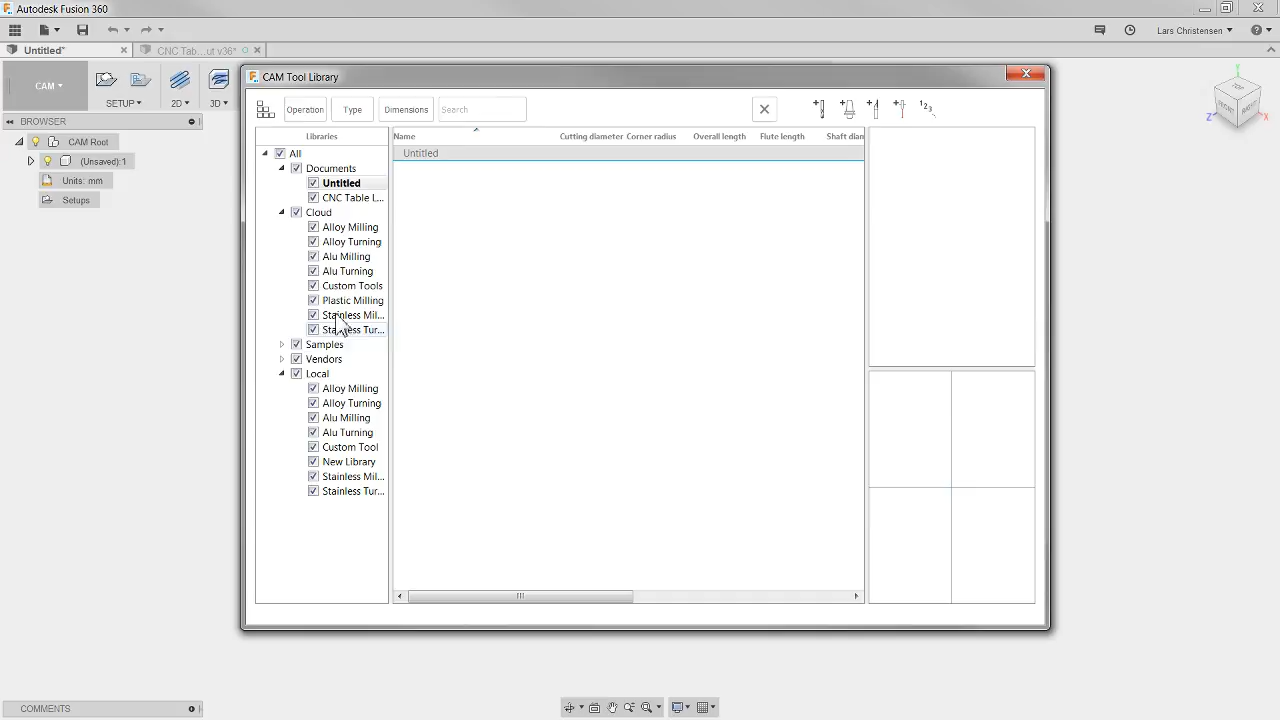 Autodesk Fusion 360
Lars Christensen
Untitled*
CNC Tab...ut v36*
CAM
SETUP
2D
3D
BROWSER
CAM Root
(Unsaved):1
Units: mm
Setups
CAM Tool Library
Operation
Type
Dimensions
Search
Libraries
All
Documents
Untitled
CNC Table L...
Cloud
Alloy Milling
Alloy Turning
Alu Milling
Alu Turning
Custom Tools
Plastic Milling
Stainless Mil...
Stainless Tur...
Samples
Vendors
Local
Alloy Milling
Alloy Turning
Alu Milling
Alu Turning
Custom Tool
New Library
Stainless Mil...
Stainless Tur...
Name Cutting diameter Corner radius Overall length Flute length Shaft diam
Untitled
TOP
FRONT
RIGHT
Y
Z
X
COMMENTS